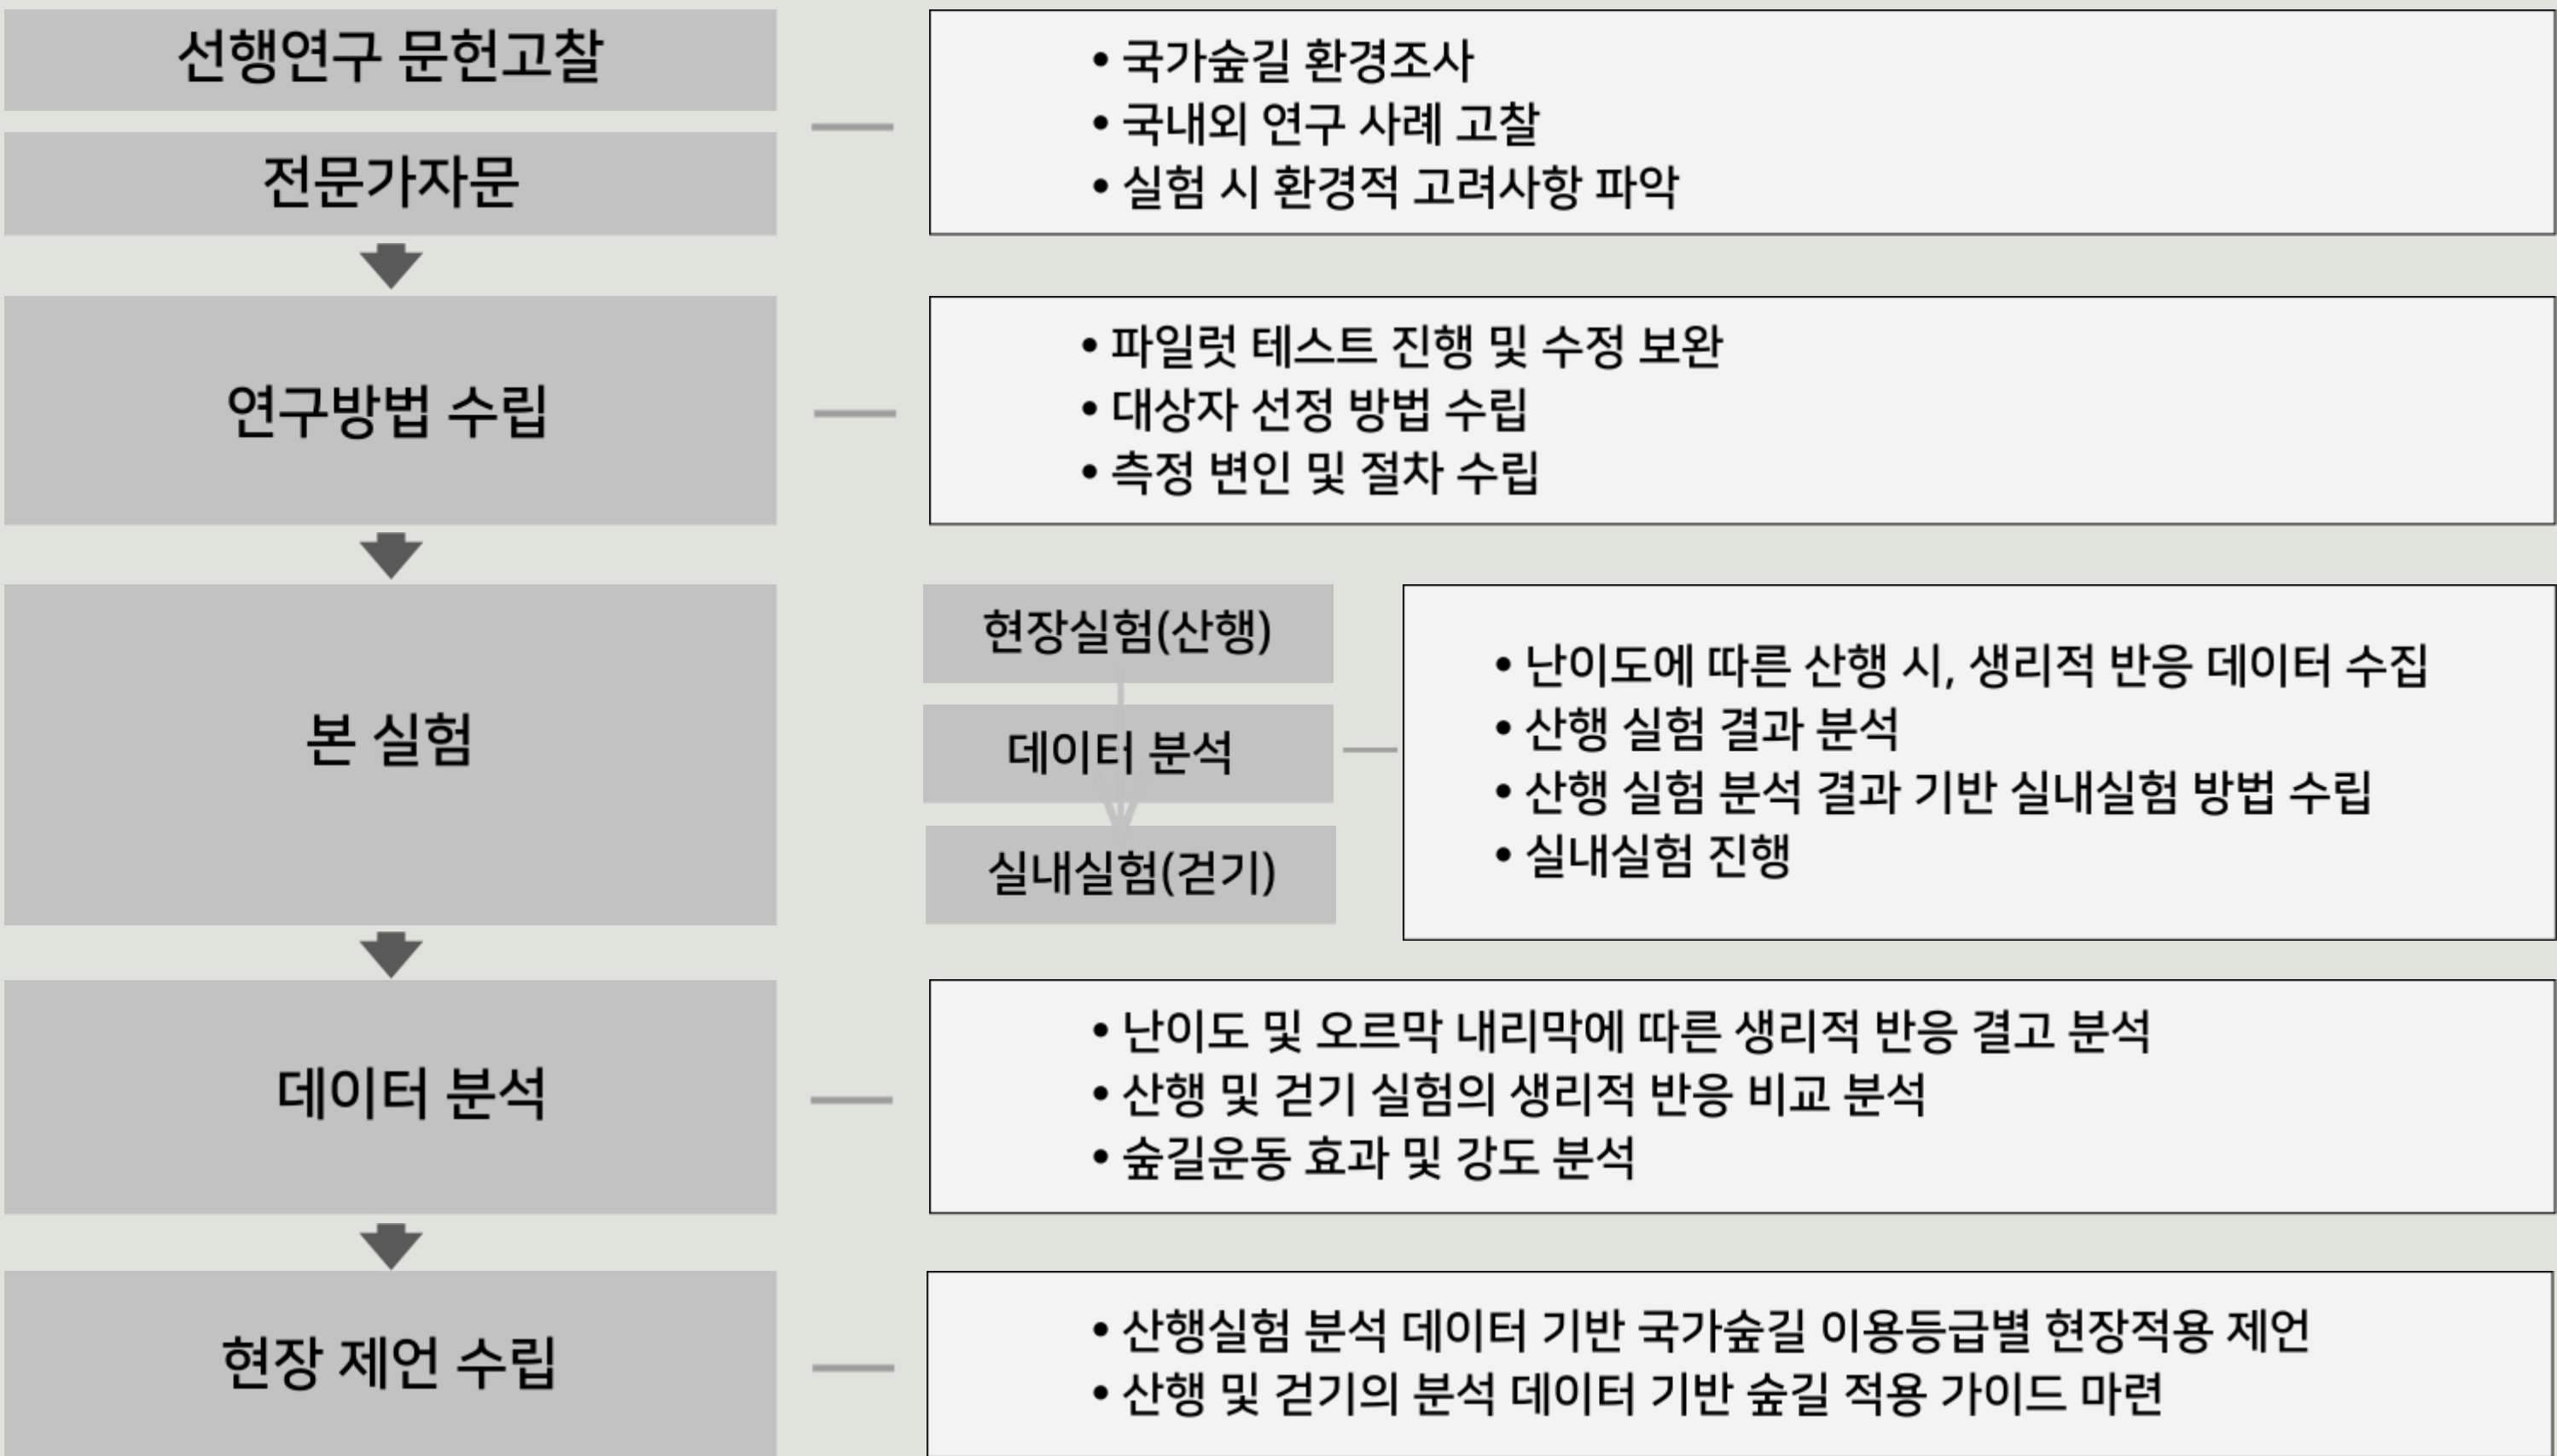 선행연구 문헌고찰
전문가자문
• 국가숲길 환경조사
• 국내외 연구 사례 고찰
• 실험 시 환경적 고려사항 파악
연구방법 수립
• 파일럿 테스트 진행 및 수정 보완
• 대상자 선정 방법 수립
• 측정 변인 및 절차 수립
본 실험
현장실험(산행)
데이터 분석
실내실험(걷기)
• 난이도에 따른 산행 시, 생리적 반응 데이터 수집
• 산행 실험 결과 분석
• 산행 실험 분석 결과 기반 실내실험 방법 수립
• 실내실험 진행
데이터 분석
• 난이도 및 오르막 내리막에 따른 생리적 반응 결고 분석
• 산행 및 걷기 실험의 생리적 반응 비교 분석
• 숲길운동 효과 및 강도 분석
현장 제언 수립
• 산행실험 분석 데이터 기반 국가숲길 이용등급별 현장적용 제언
• 산행 및 걷기의 분석 데이터 기반 숲길 적용 가이드 마련